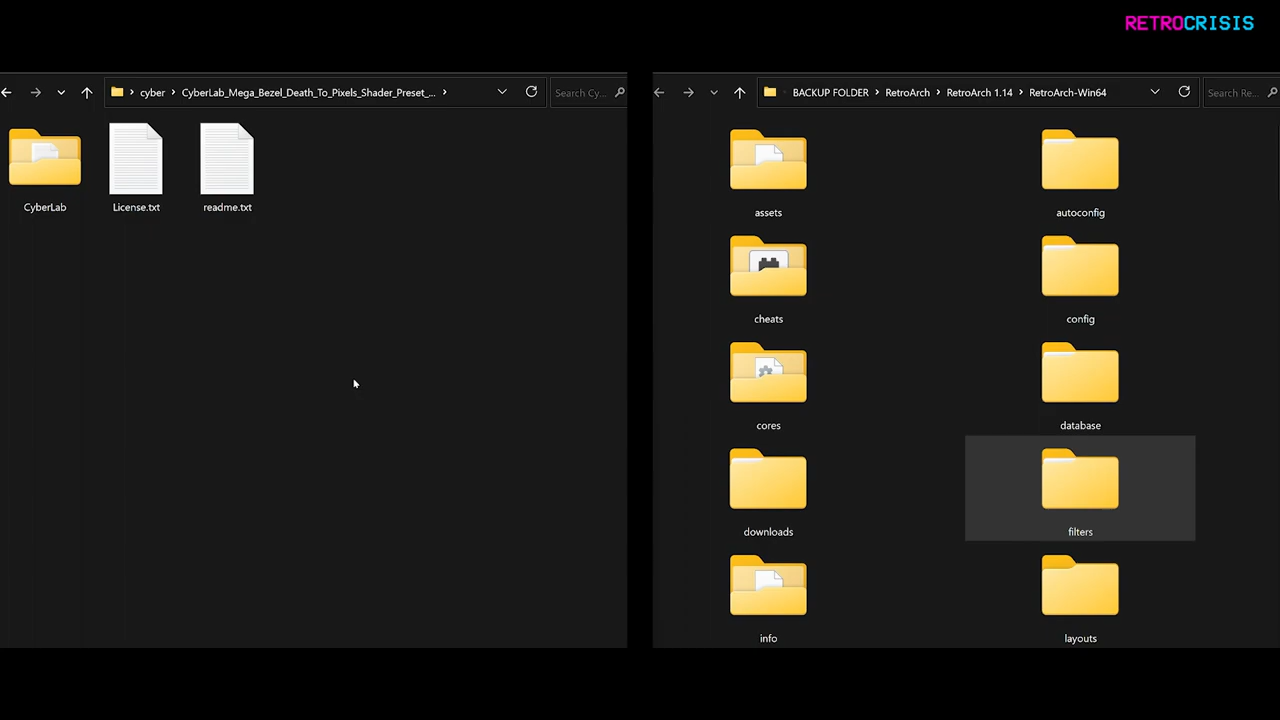 RETROCRISIS
cyber > CyberLab_Mega_Bezel_Death_To_Pixels_Shader_Preset_... >
Search Cy...
CyberLab
License.txt
readme.txt
BACKUP FOLDER > RetroArch > RetroArch 1.14 > RetroArch-Win64
Search Re...
assets
autoconfig
cheats
config
cores
database
downloads
filters
info
layouts